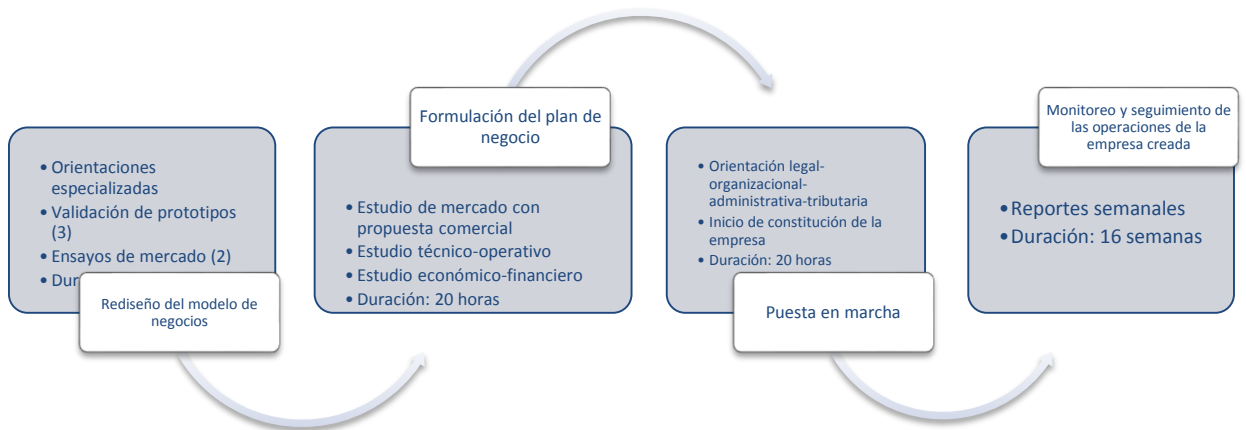 • Orientaciones
especializadas
• Validación de prototipos
(3)
• Ensayos de mercado (2)
Rediseño del modelo de
negocios
Formulación del plan de
negocio
• Estudio de mercado con
propuesta comercial
• Estudio técnico-operativo
• Estudio económico-financiero
• Duración: 20 horas
• Orientación legal-
organizacional-
administrativa-tributaria
• Inicio de constitución de la
empresa
• Duración: 20 horas
Puesta en marcha
Monitoreo y seguimiento de
las operaciones de la
empresa creada
• Reportes semanales
• Duración: 16 semanas